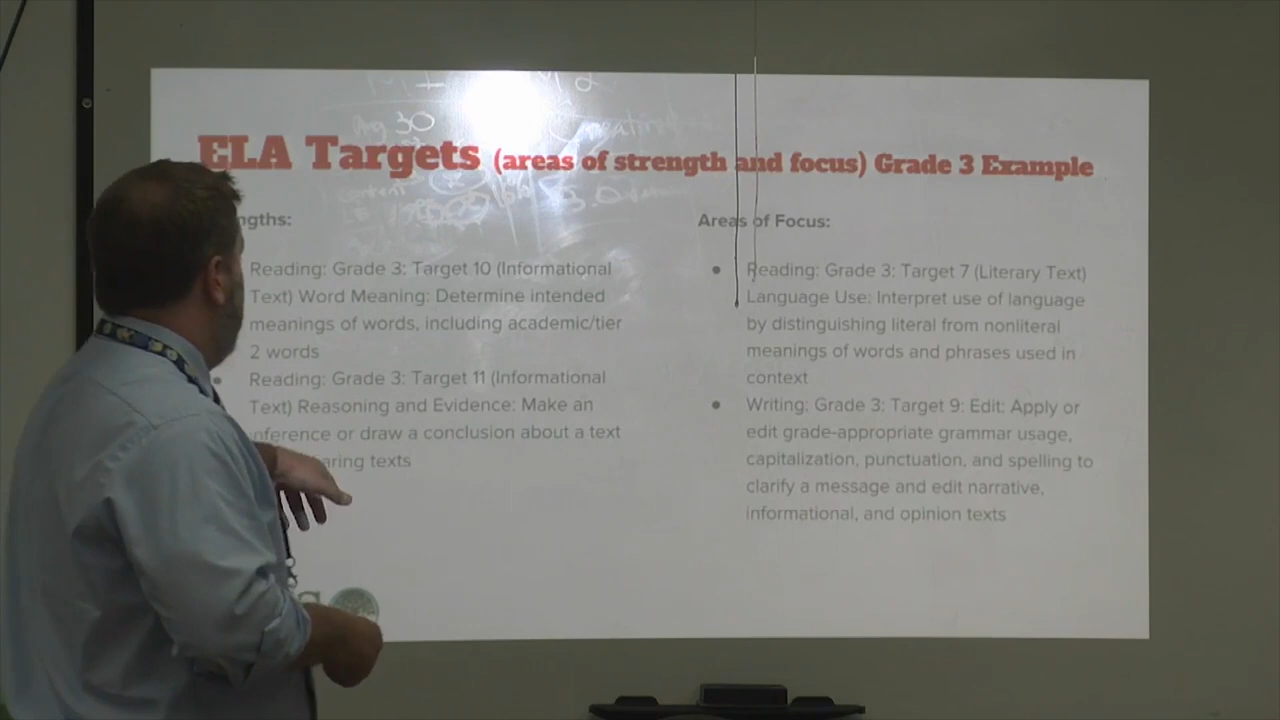 ELA Targets (areas of strength and focus) Grade 3 Example
ngths:
Reading: Grade 3: Target 10 (Informational
Text) Word Meaning: Determine intended
meanings of words, including academic/tier
2 words
Reading: Grade 3: Target 11 (Informational
Text) Reasoning and Evidence: Make an
nference or draw a conclusion about a text
aring texts
Areas of Focus:
Reading: Grade 3: Target 7 (Literary Text)
Language Use: Interpret use of language
by distinguishing literal from nonliteral
meanings of words and phrases used in
context
Writing: Grade 3: Target 9: Edit: Apply or
edit grade-appropriate grammar usage,
capitalization, punctuation, and spelling to
clarify a message and edit narrative,
informational, and opinion texts
30
content